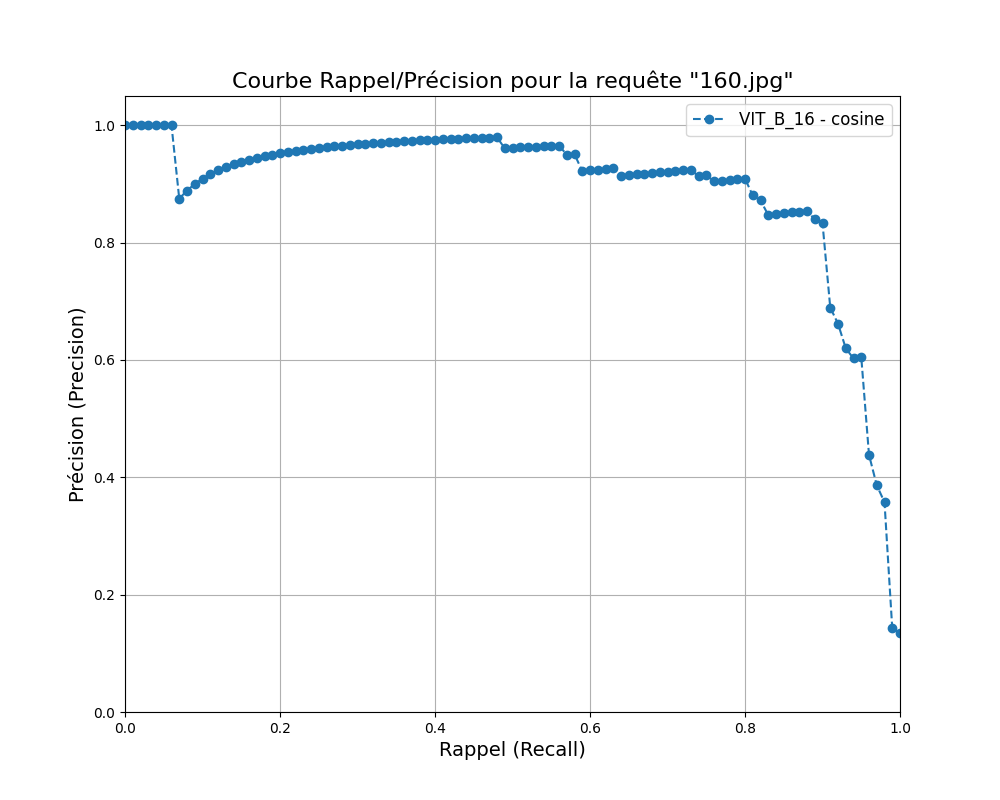 Courbe Rappel/Précision pour la requête "160.jpg"
VIT_B_16 - cosine
1.0
0.8
0.6
0.4
0.2
0.0
Précision (Precision)
0.0 0.2 0.4 0.6 0.8 1.0
Rappel (Recall)